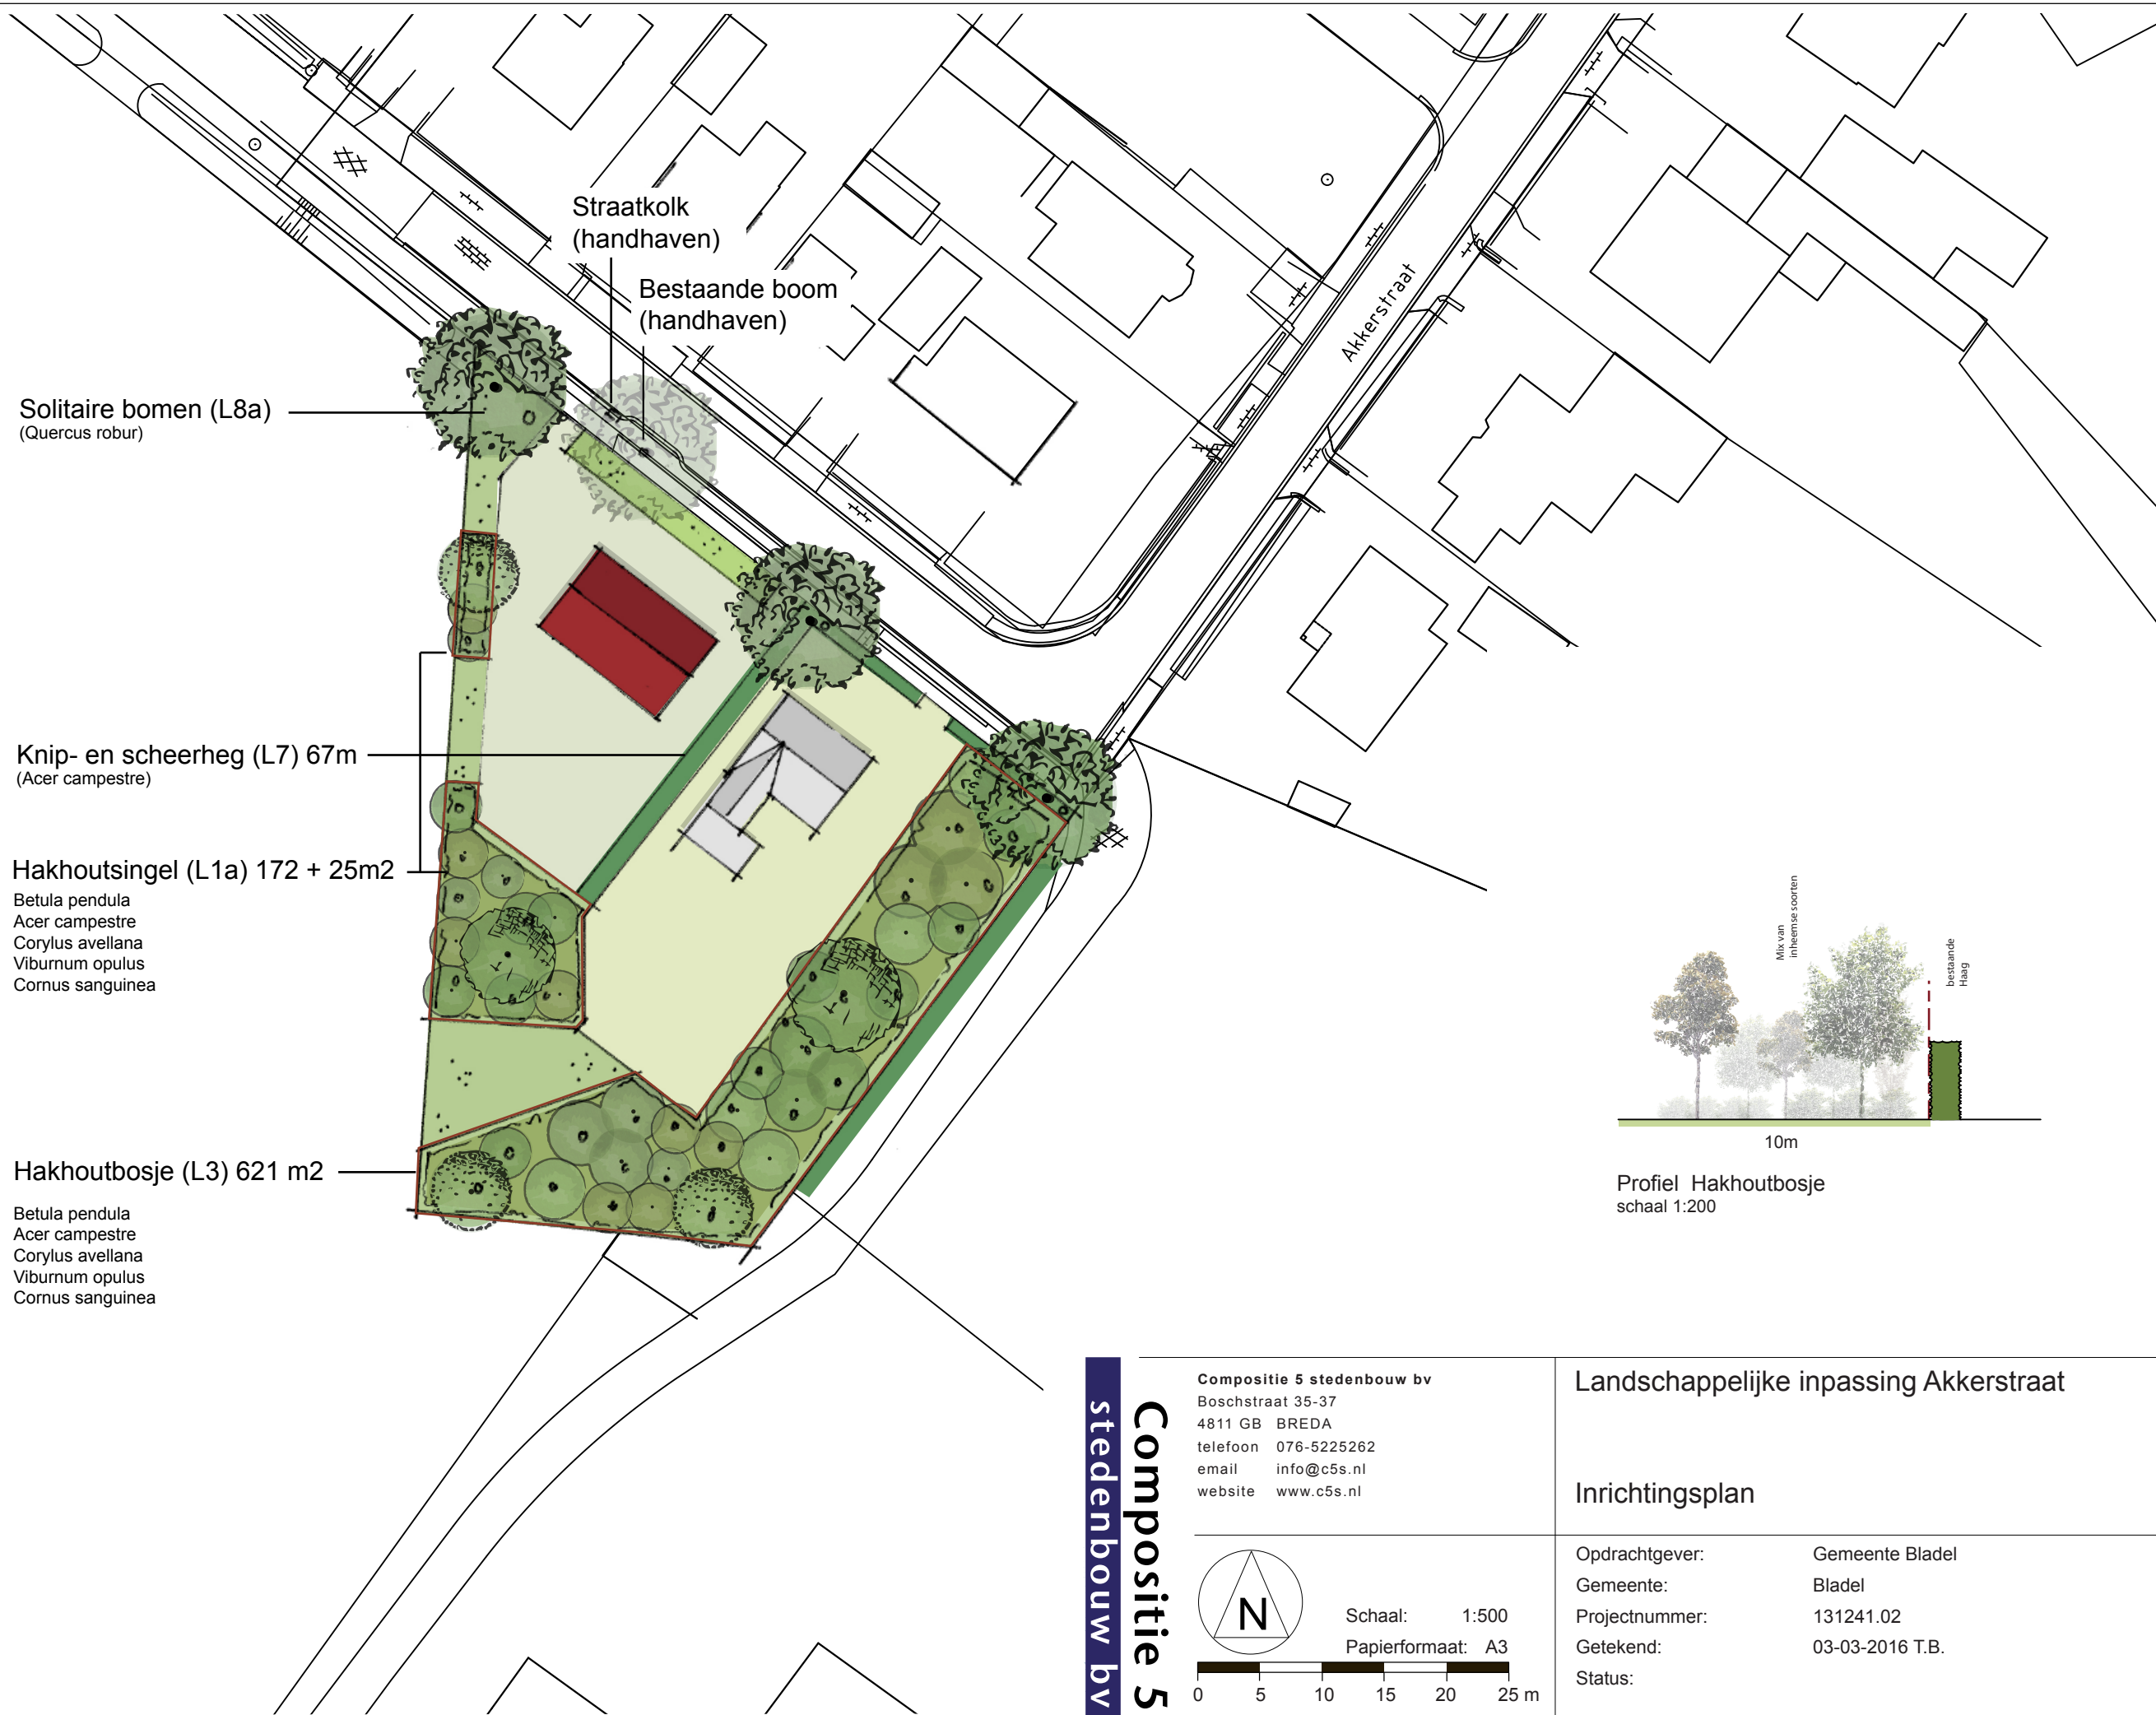 Straatkolk
(handhaven)
Bestaande boom
(handhaven)
Akkerstraat
Solitaire bomen (L8a)
(Quercus robur)
Knip- en scheerheg (L7) 67m
(Acer campestre)
Hakhoutsingel (L1a) 172 + 25m2
Betula pendula
Acer campestre
Corylus avellana
Viburnum opulus
Cornus sanguinea
Hakhoutbosje (L3) 621 m2
Betula pendula
Acer campestre
Corylus avellana
Viburnum opulus
Cornus sanguinea
Mix van
inheemse soorten
bestaande
Haag
10m
Profiel Hakhoutbosje
schaal 1:200
Compositie 5
stedenbouw bv
Compositie 5 stedenbouw bv
Boschstraat 35-37
4811 GB BREDA
telefoon 076-5225262
email info@c5s.nl
website www.c5s.nl
N
Schaal: 1:500
Papierformaat: A3
0 5 10 15 20 25 m
Landschappelijke inpassing Akkerstraat
Inrichtingsplan
Opdrachtgever: Gemeente Bladel
Gemeente: Bladel
Projectnummer: 131241.02
Getekend: 03-03-2016 T.B.
Status: